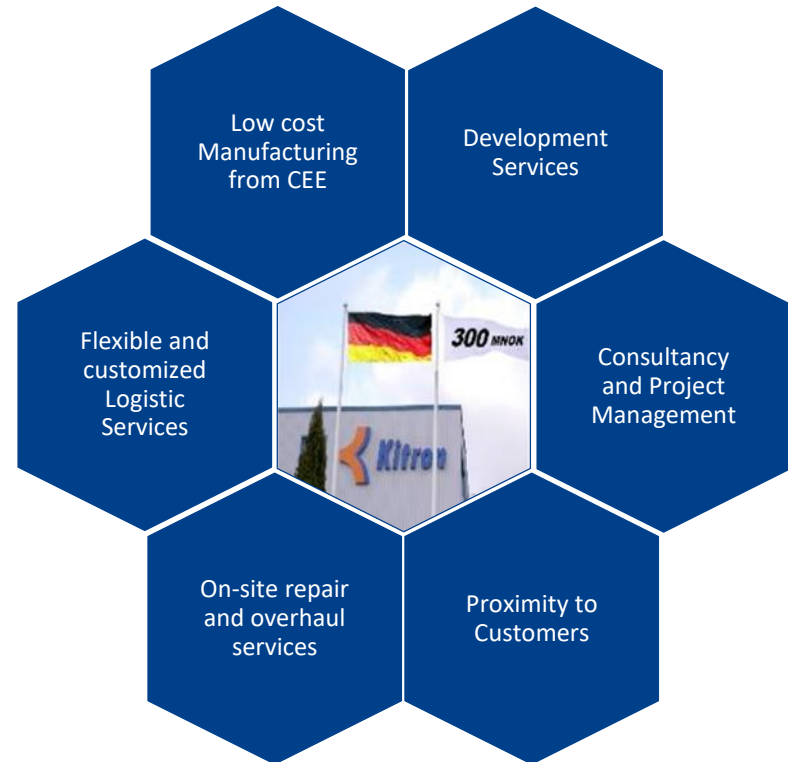 Low cost
Manufacturing
from CEE
Development
Services
Flexible and
customized
Logistic
Services
300 MNOK
Kitron
Consultancy
and Project
Management
On-site repair
and overhaul
services
Proximity to
Customers